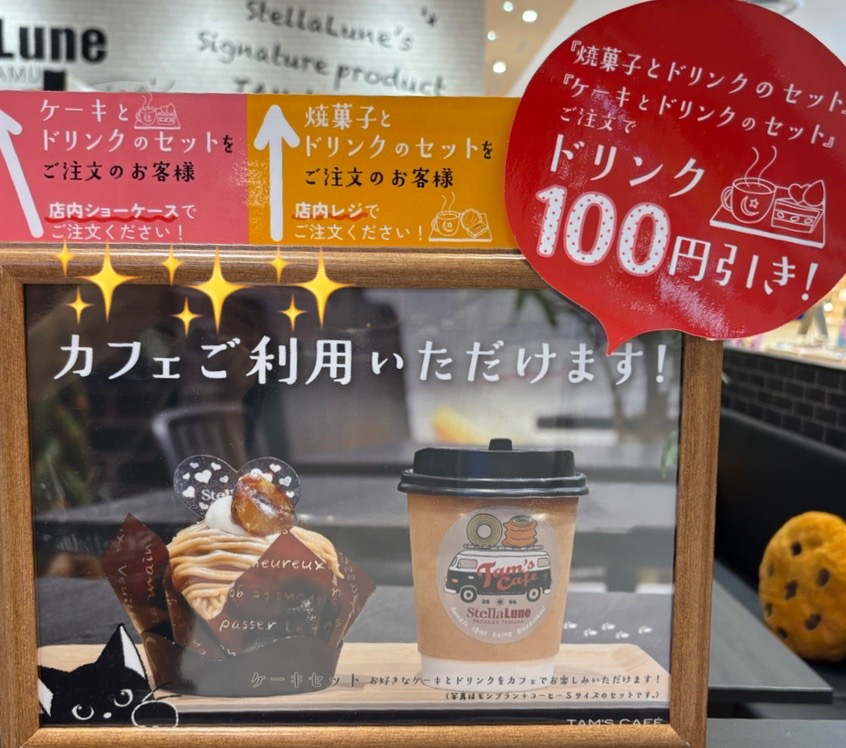 Lune
StellaLune's
Signature product
ケーキと
ドリンクのセットを
ご注文のお客様
店内ショーケースで
ご注文ください！
焼菓子と
ドリンクのセットを
ご注文のお客様
店内レジで
ご注文ください！
『焼菓子とドリンクのセット』
『ケーキとドリンクのセット』
ご注文で
ドリンク
100円引き！
カフェご利用いただけます！
heureux
passer
Tam's
Cafe
StellaLune
PATISSIER TAMURA
ケーキセット お好きなケーキとドリンクをカフェでお楽しみいただけます！
(写真はモンブラン+コーヒーSサイズのセットです。)
TAM'S CAFÉ